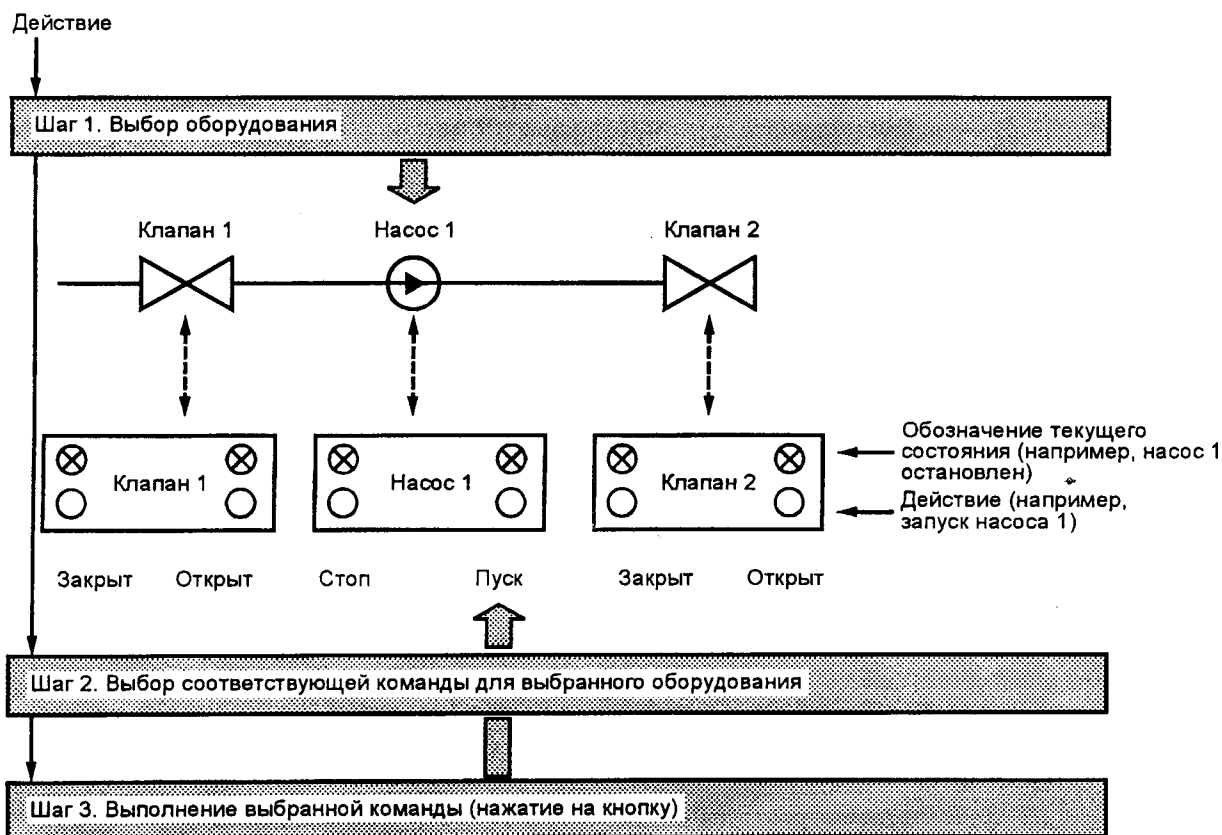 Действие
Шаг 1. Выбор оборудования
Клапан 1
Насос 1
Клапан 2
Клапан 1
Насос 1
Клапан 2
Обозначение текущего
состояния (например, насос 1
остановлен)
Действие (например,
запуск насоса 1)
Закрыт
Открыт
Стоп
Пуск
Закрыт
Открыт
Шаг 2. Выбор соответствующей команды для выбранного оборудования
Шаг 3. Выполнение выбранной команды (нажатие на кнопку)